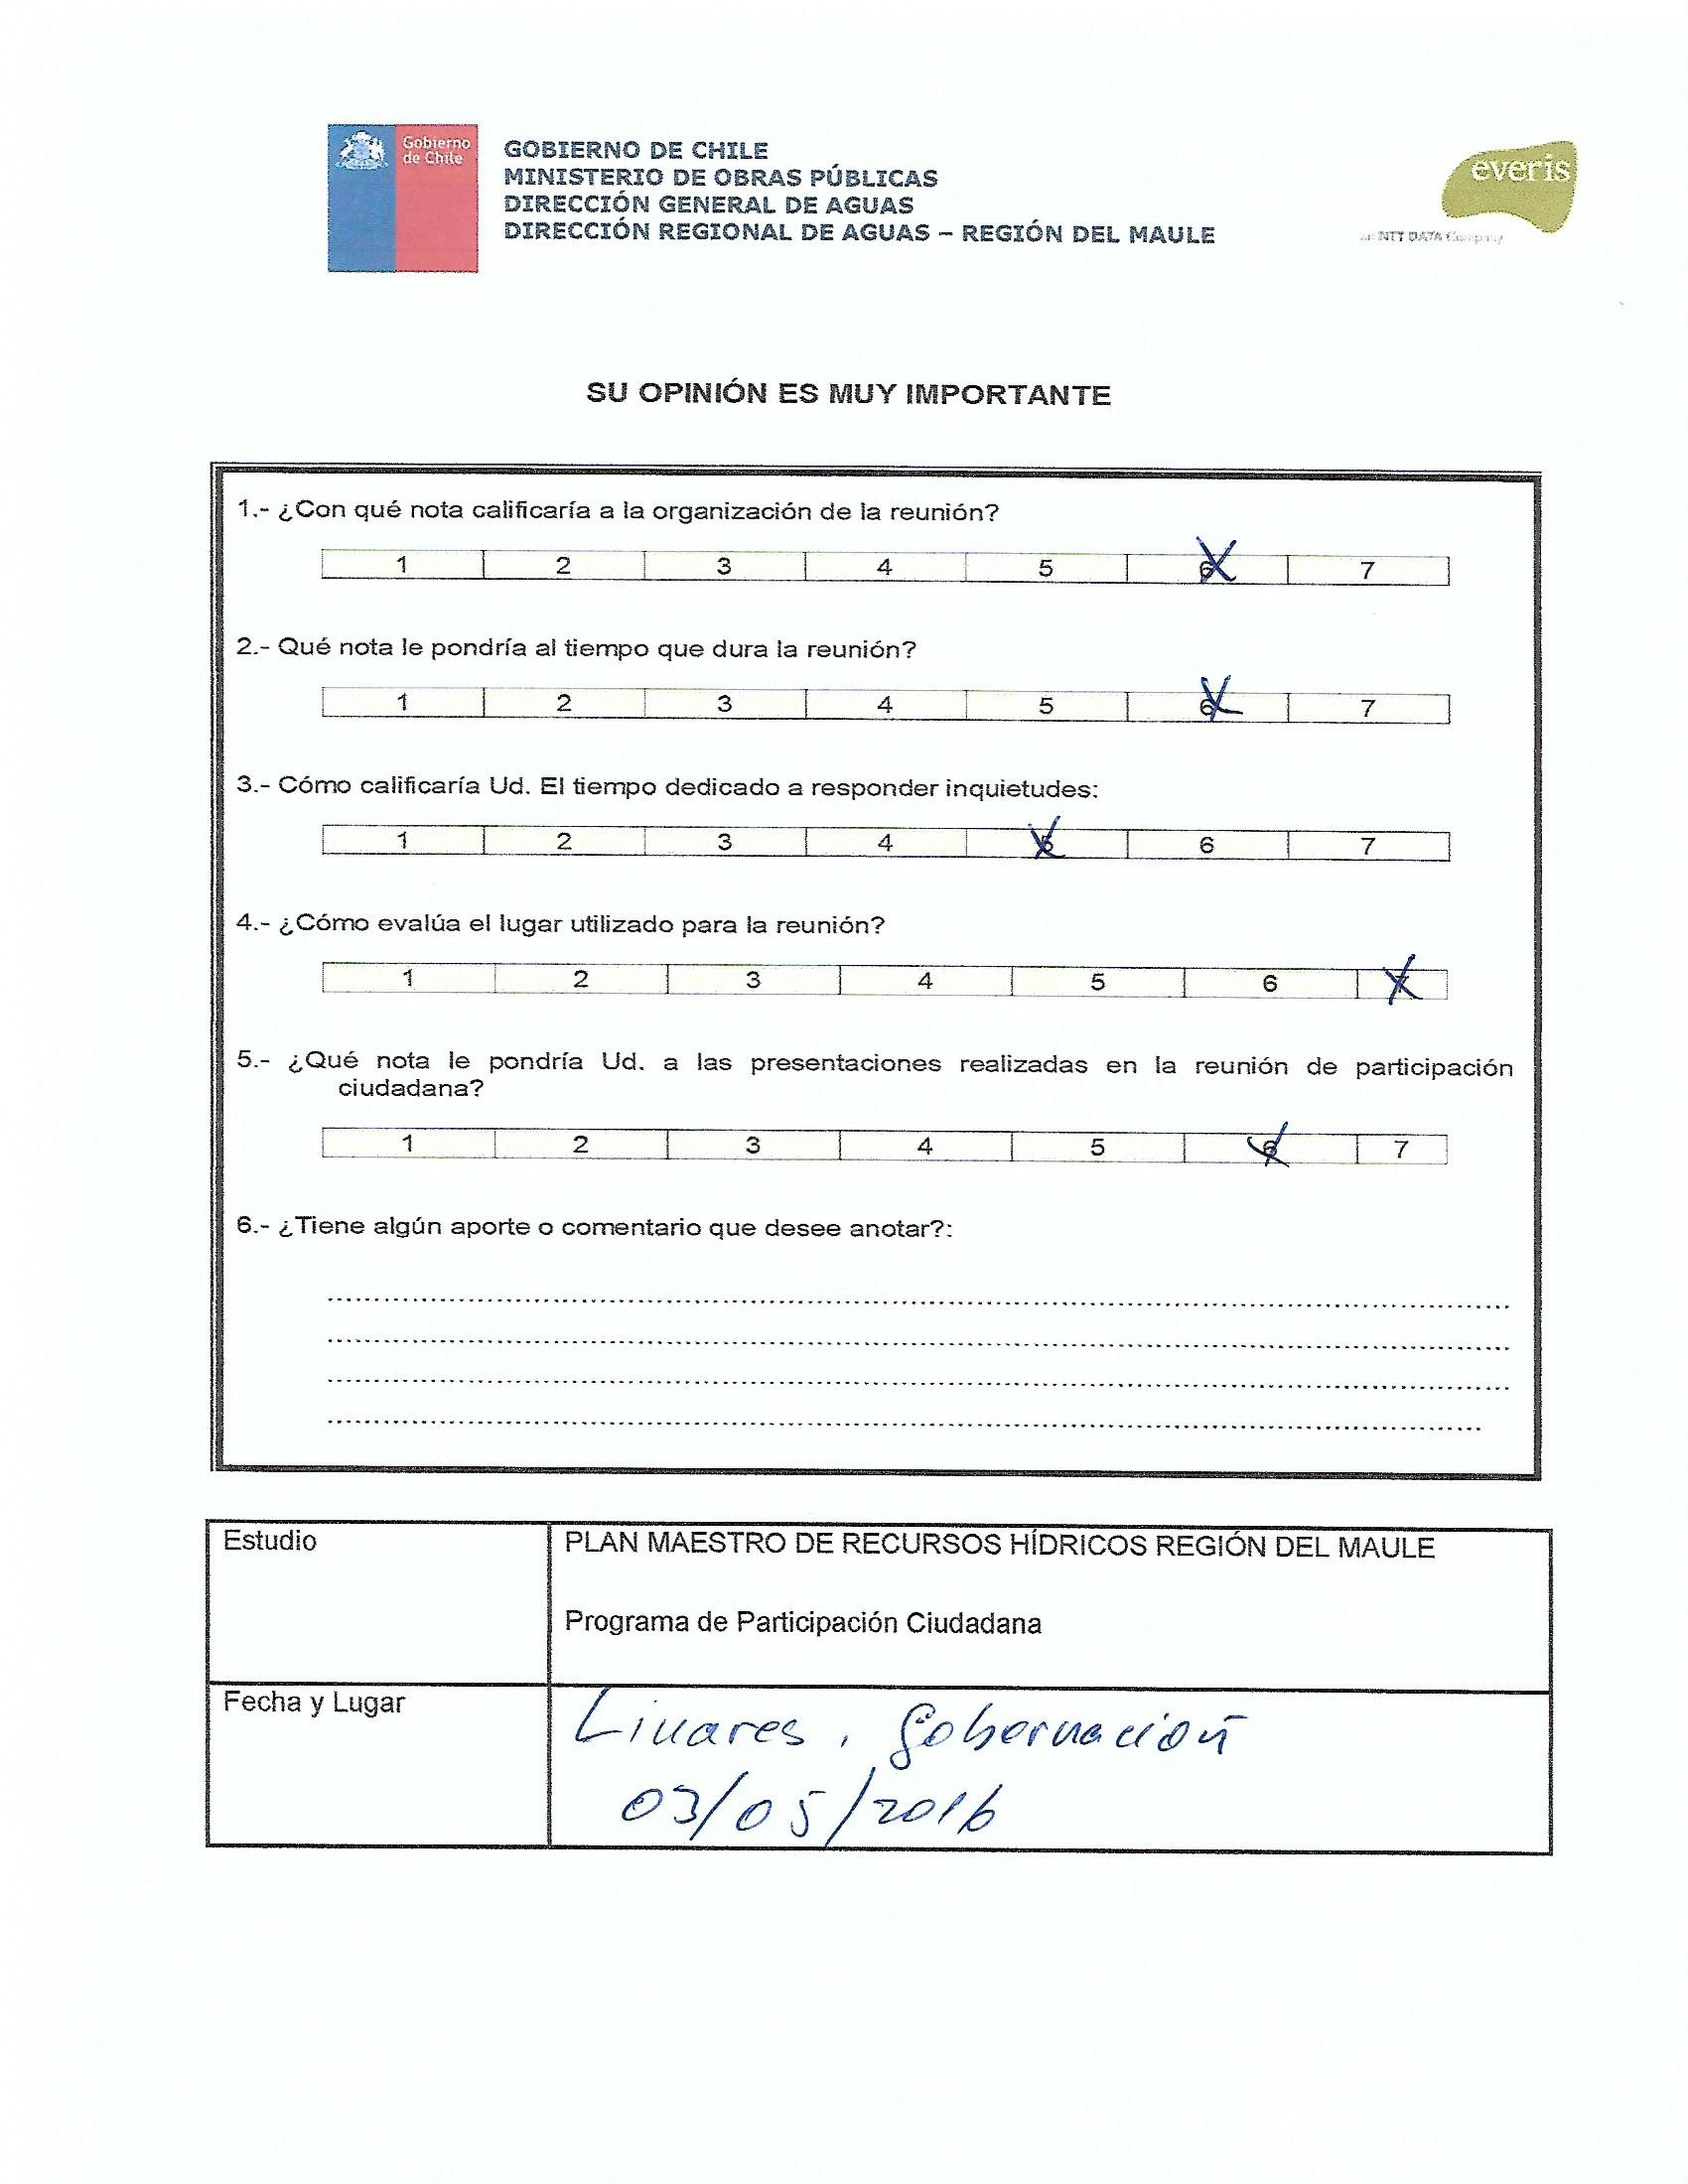 Gobierno
de Chile
GOBIERNO DE CHILE
MINISTERIO DE OBRAS PÚBLICAS
DIRECCIÓN GENERAL DE AGUAS
DIRECCIÓN REGIONAL DE AGUAS – REGIÓN DEL MAULE
everis
an NTT DATA Company
SU OPINIÓN ES MUY IMPORTANTE
1.- ¿Con qué nota calificaría a la organización de la reunión?
1 2 3 4 5 6 7
2.- Qué nota le pondría al tiempo que dura la reunión?
1 2 3 4 5 6 7
3.- Cómo calificaría Ud. El tiempo dedicado a responder inquietudes:
1 2 3 4 5 6 7
4.- ¿Cómo evalúa el lugar utilizado para la reunión?
1 2 3 4 5 6 7
5.- ¿Qué nota le pondría Ud. a las presentaciones realizadas en la reunión de participación
ciudadana?
1 2 3 4 5 6 7
6.- ¿Tiene algún aporte o comentario que desee anotar?:
Estudio
PLAN MAESTRO DE RECURSOS HÍDRICOS REGIÓN DEL MAULE
Programa de Participación Ciudadana
Fecha y Lugar
Linares, Gobernación
03/05/2016